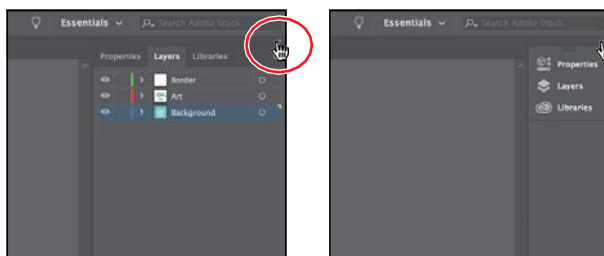 Essentials
Search Adobe Stock
Properties Layers Libraries
Border
Art
Background
Essentials
Search Adobe Stock
Properties
Layers
Libraries